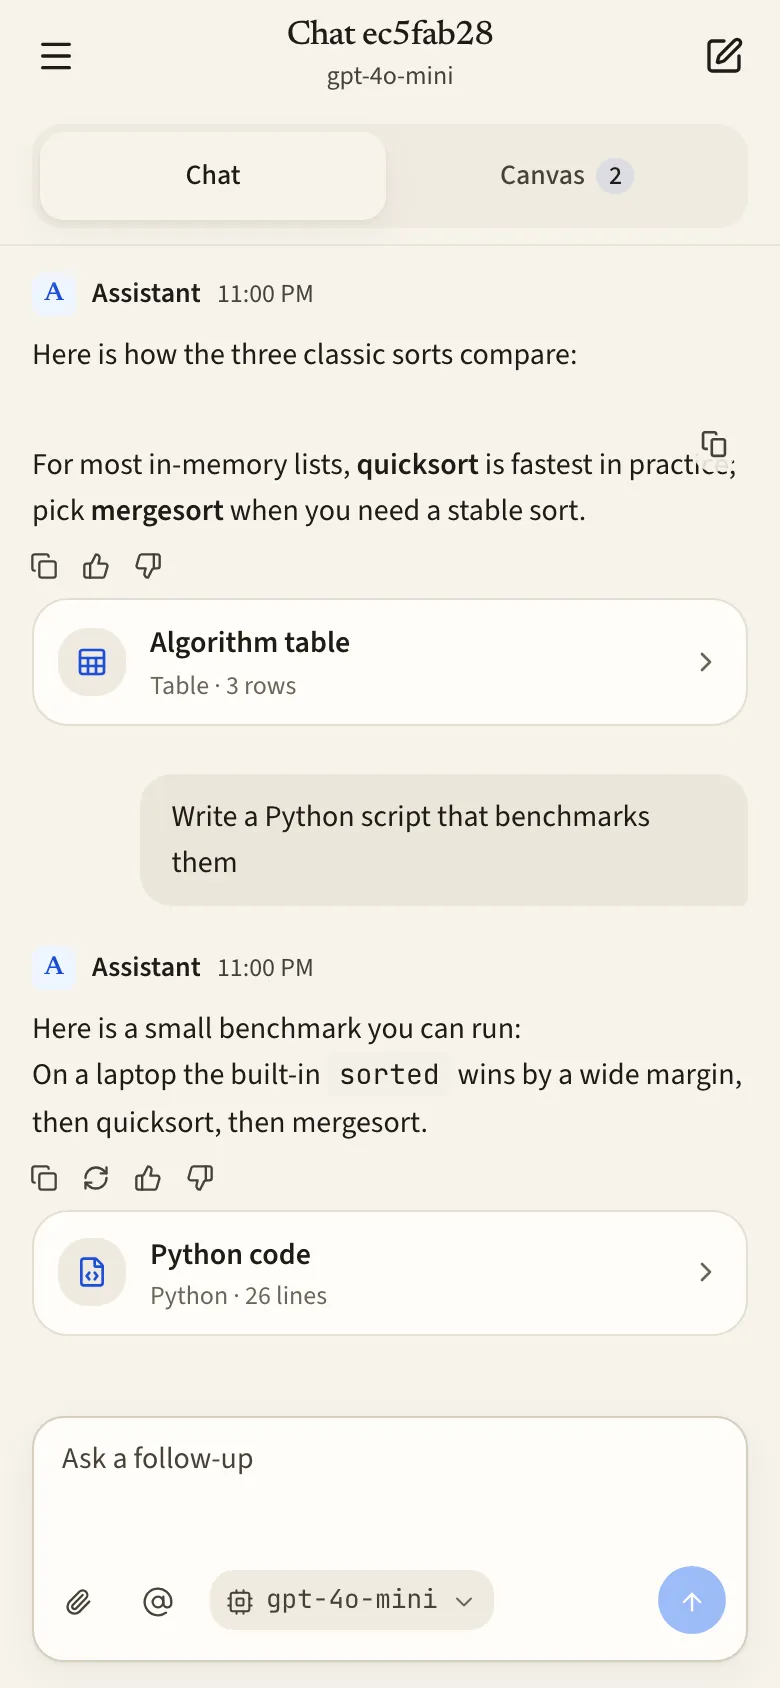 Chat ec5fab28
gpt-4o-mini
Chat
Canvas 2
A Assistant 11:00 PM
Here is how the three classic sorts compare:
For most in-memory lists, quicksort is fastest in practice;
pick mergesort when you need a stable sort.
Algorithm table
Table · 3 rows
Write a Python script that benchmarks
them
A Assistant 11:00 PM
Here is a small benchmark you can run:
On a laptop the built-in sorted wins by a wide margin,
then quicksort, then mergesort.
Python code
Python · 26 lines
Ask a follow-up
gpt-4o-mini